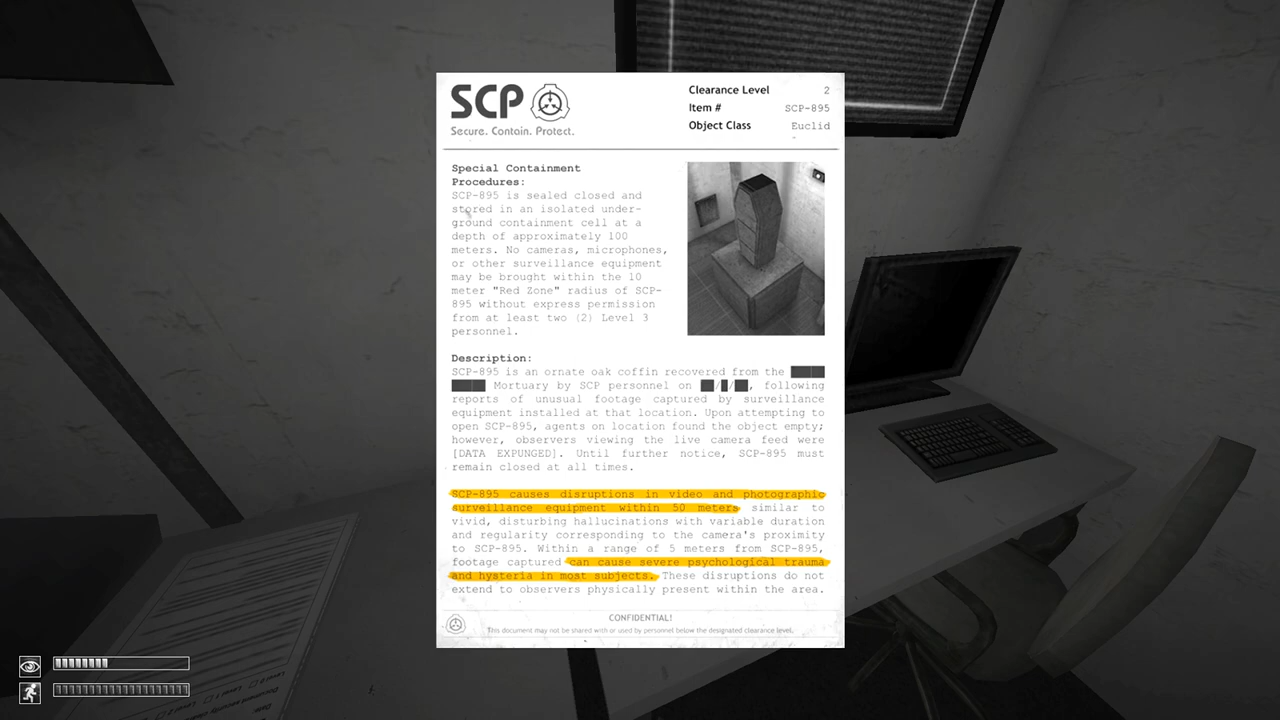 SCP
Secure. Contain. Protect.
Clearance Level 2
Item # SCP-895
Object Class Euclid
Special Containment
Procedures:
SCP-895 is sealed closed and
stored in an isolated under-
ground containment cell at a
depth of approximately 100
meters. No cameras, microphones,
or other surveillance equipment
may be brought within the 10
meter "Red Zone" radius of SCP-
895 without express permission
from at least two (2) Level 3
personnel.
Description:
SCP-895 is an ornate oak coffin recovered from the █████
█████ Mortuary by SCP personnel on ██/█/██, following
reports of unusual footage captured by surveillance
equipment installed at that location. Upon attempting to
open SCP-895, agents on location found the object empty;
however, observers viewing the live camera feed were
[DATA EXPUNGED]. Until further notice, SCP-895 must
remain closed at all times.
SCP-895 causes disruptions in video and photographic
surveillance equipment within 50 meters similar to
vivid, disturbing hallucinations with variable duration
and regularity corresponding to the camera's proximity
to SCP-895. Within a range of 5 meters from SCP-895,
footage captured can cause severe psychological trauma
and hysteria in most subjects. These disruptions do not
extend to observers physically present within the area.
CONFIDENTIAL!
This document may not be shared with or used by personnel below the designated clearance level.